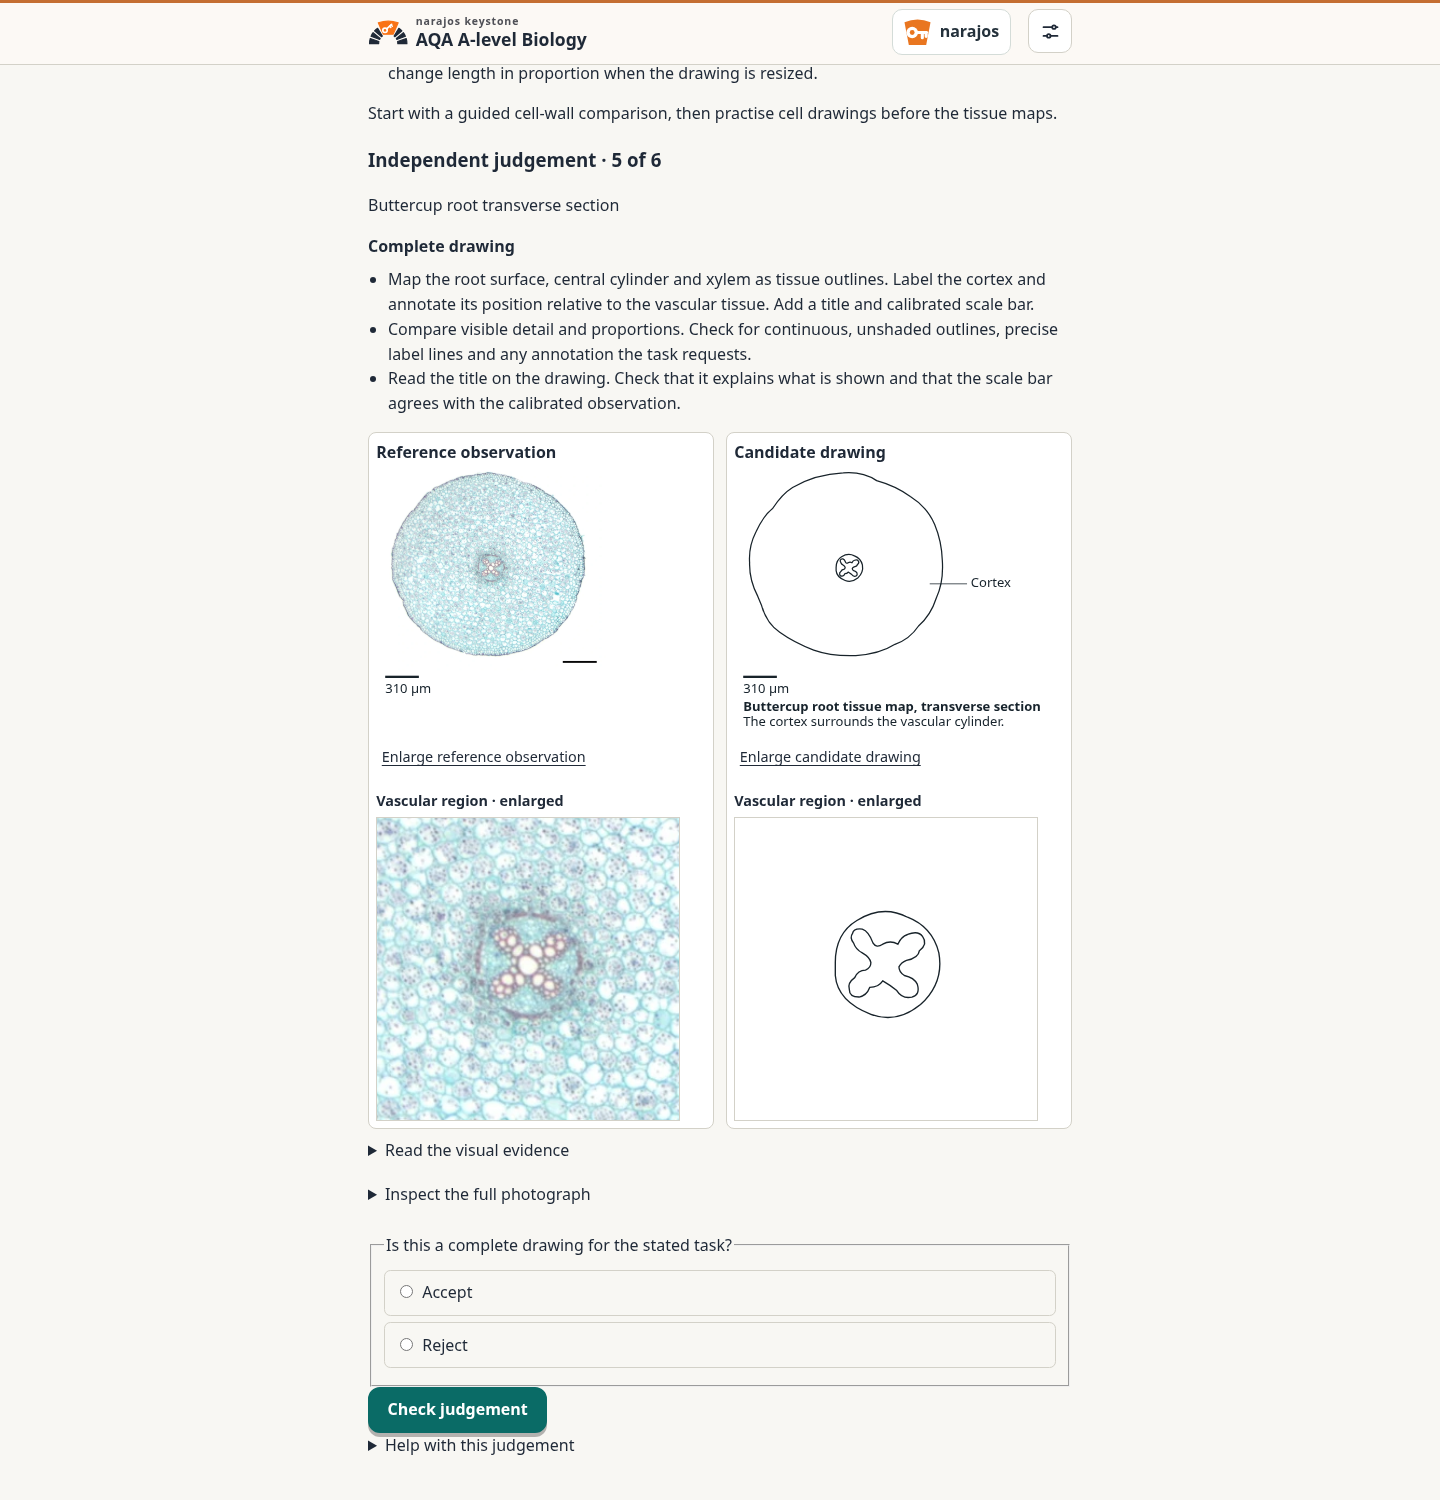 narajos keystone
AQA A-level Biology
narajos
change length in proportion when the drawing is resized.
Start with a guided cell-wall comparison, then practise cell drawings before the tissue maps.
Independent judgement · 5 of 6
Buttercup root transverse section
Complete drawing
Map the root surface, central cylinder and xylem as tissue outlines. Label the cortex and
annotate its position relative to the vascular tissue. Add a title and calibrated scale bar.
Compare visible detail and proportions. Check for continuous, unshaded outlines, precise
label lines and any annotation the task requests.
Read the title on the drawing. Check that it explains what is shown and that the scale bar
agrees with the calibrated observation.
Reference observation
310 µm
Enlarge reference observation
Vascular region · enlarged
Candidate drawing
Cortex
310 µm
Buttercup root tissue map, transverse section
The cortex surrounds the vascular cylinder.
Enlarge candidate drawing
Vascular region · enlarged
Read the visual evidence
Inspect the full photograph
Is this a complete drawing for the stated task?
Accept
Reject
Check judgement
Help with this judgement